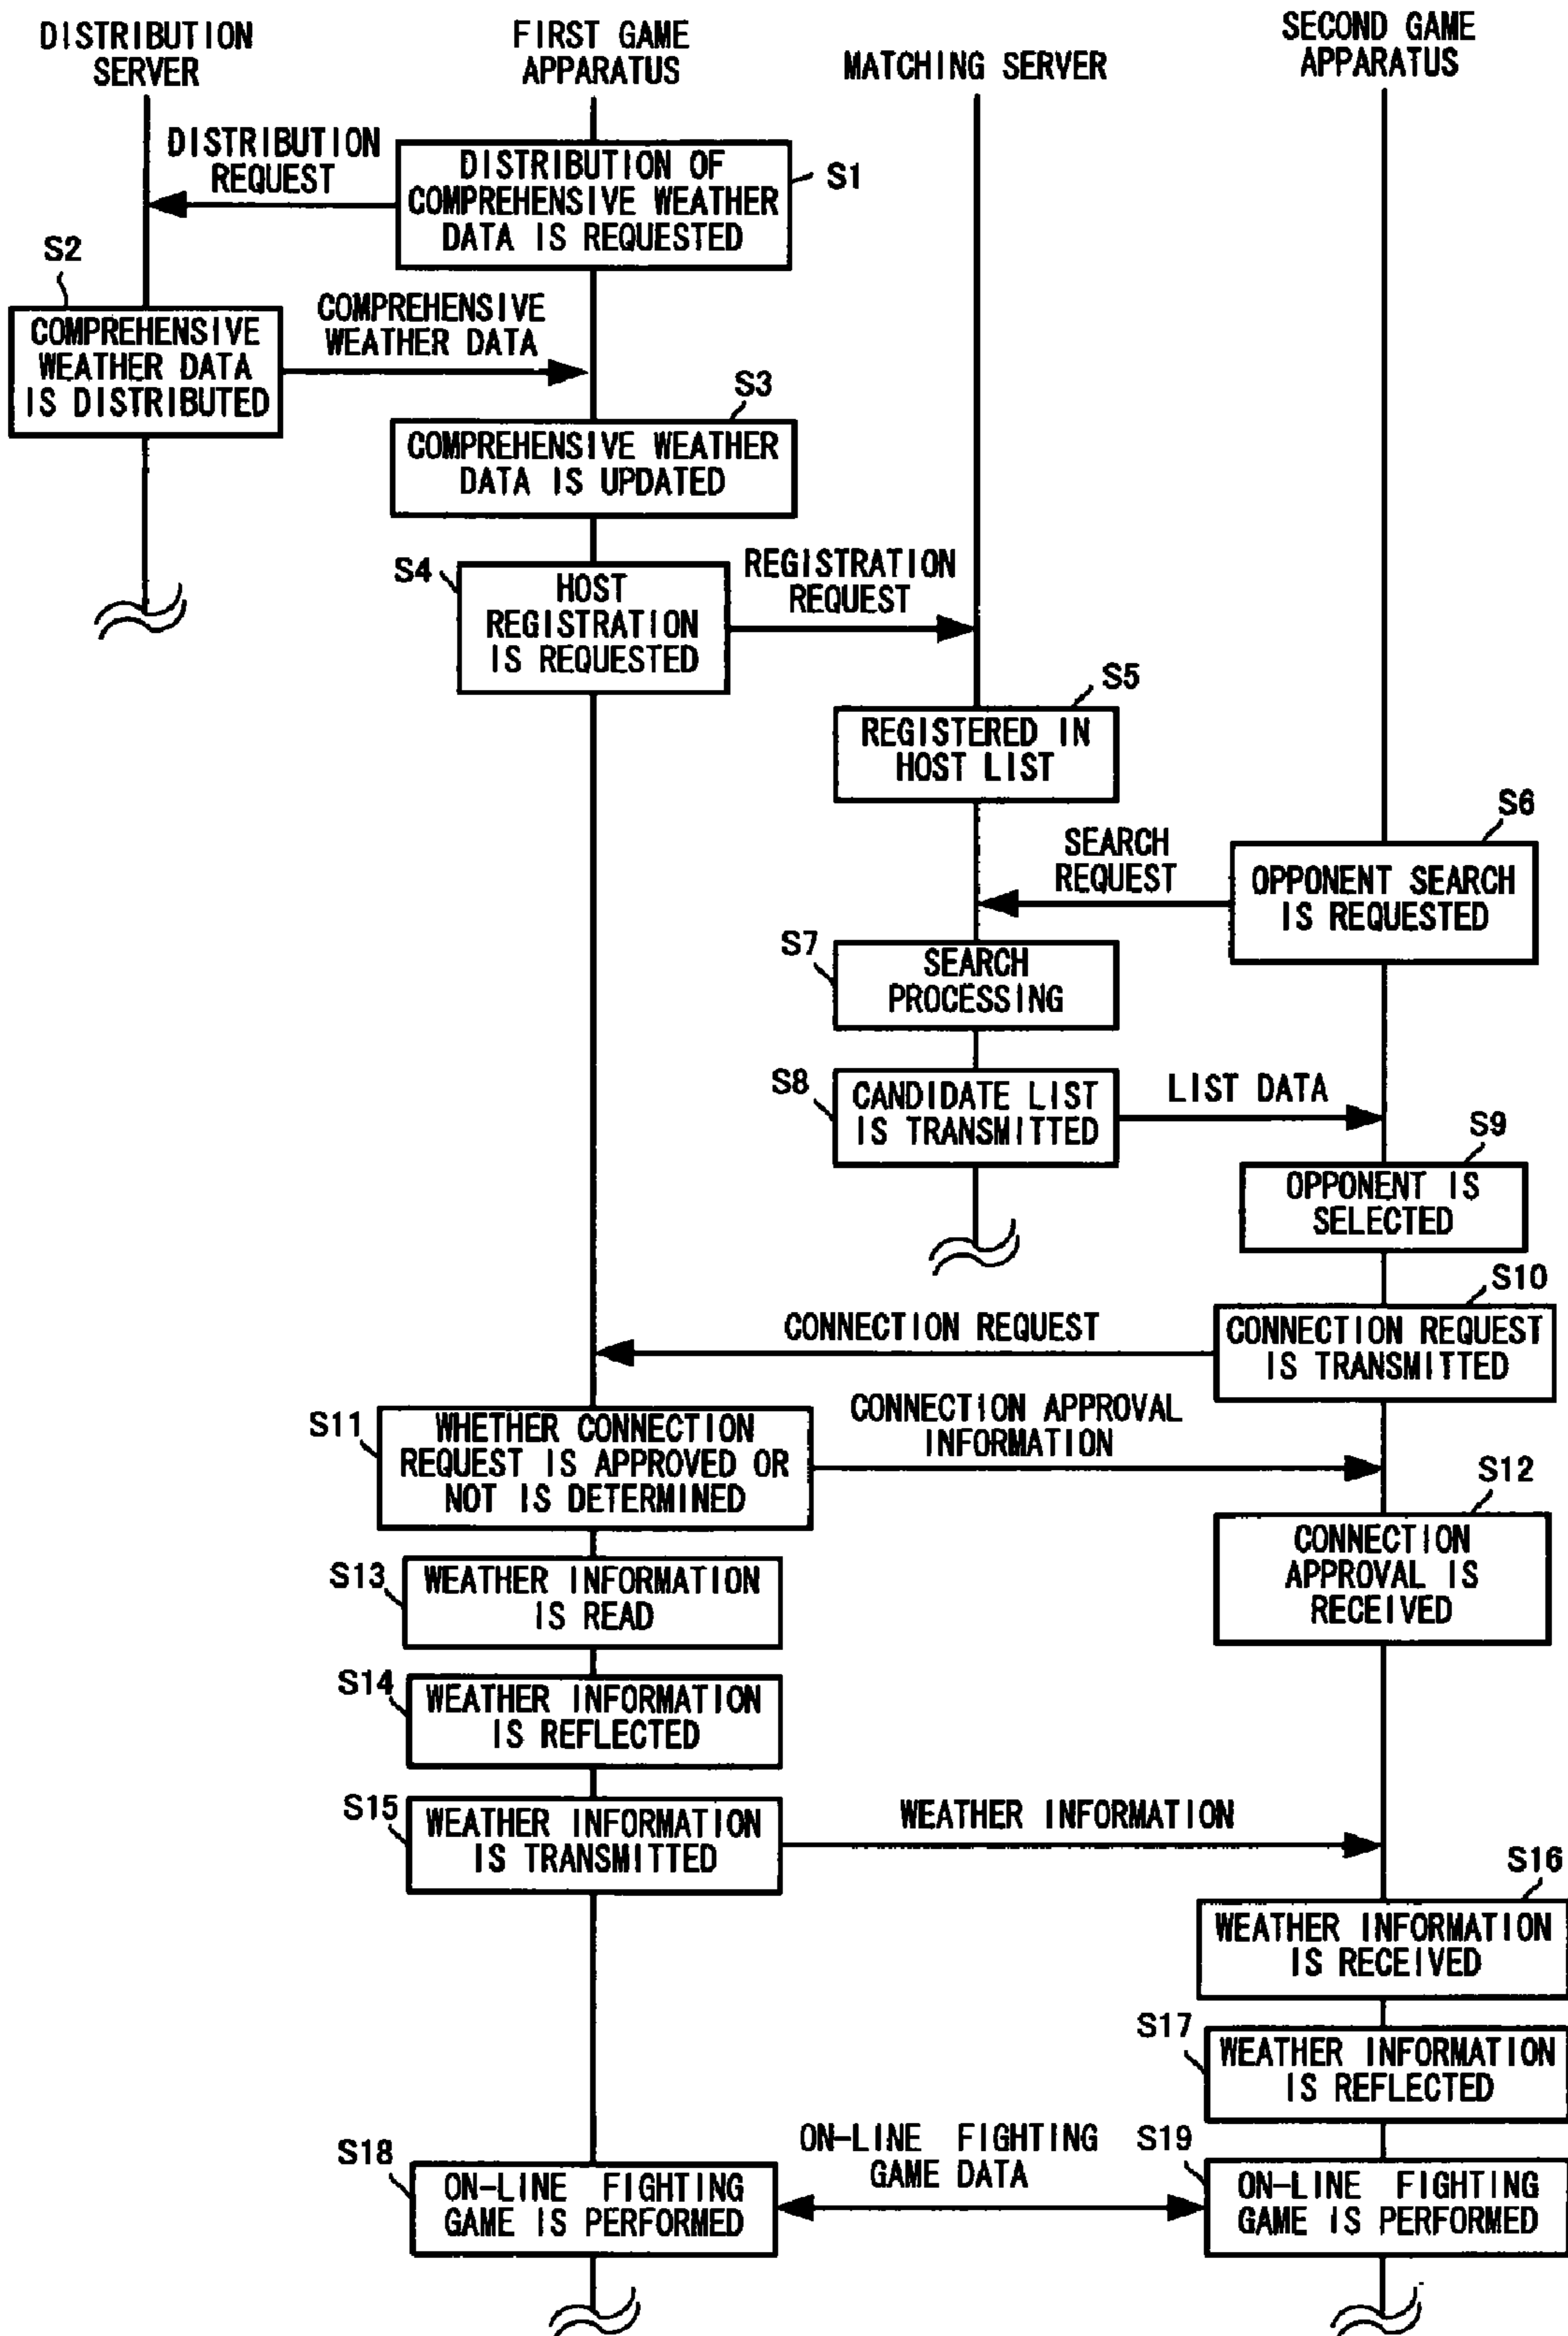 DISTRIBUTION
SERVER
FIRST GAME
APPARATUS
MATCHING SERVER
SECOND GAME
APPARATUS
DISTRIBUTION
REQUEST
DISTRIBUTION OF
COMPREHENSIVE WEATHER
DATA IS REQUESTED
S1
S2
COMPREHENSIVE
WEATHER DATA
IS DISTRIBUTED
COMPREHENSIVE
WEATHER DATA
S3
COMPREHENSIVE WEATHER
DATA IS UPDATED
S4
HOST
REGISTRATION
IS REQUESTED
REGISTRATION
REQUEST
S5
REGISTERED IN
HOST LIST
S6
SEARCH
REQUEST
OPPONENT SEARCH
IS REQUESTED
S7
SEARCH
PROCESSING
S8
CANDIDATE LIST
IS TRANSMITTED
LIST DATA
S9
OPPONENT IS
SELECTED
S10
CONNECTION REQUEST
CONNECTION REQUEST
IS TRANSMITTED
S11
WHETHER CONNECTION
REQUEST IS APPROVED OR
NOT IS DETERMINED
CONNECTION APPROVAL
INFORMATION
S12
CONNECTION
APPROVAL IS
RECEIVED
S13
WEATHER INFORMATION
IS READ
S14
WEATHER INFORMATION
IS REFLECTED
S15
WEATHER INFORMATION
IS TRANSMITTED
WEATHER INFORMATION
S16
WEATHER INFORMATION
IS RECEIVED
S17
WEATHER INFORMATION
IS REFLECTED
S18
ON-LINE FIGHTING
GAME IS PERFORMED
ON-LINE FIGHTING
GAME DATA
S19
ON-LINE FIGHTING
GAME IS PERFORMED